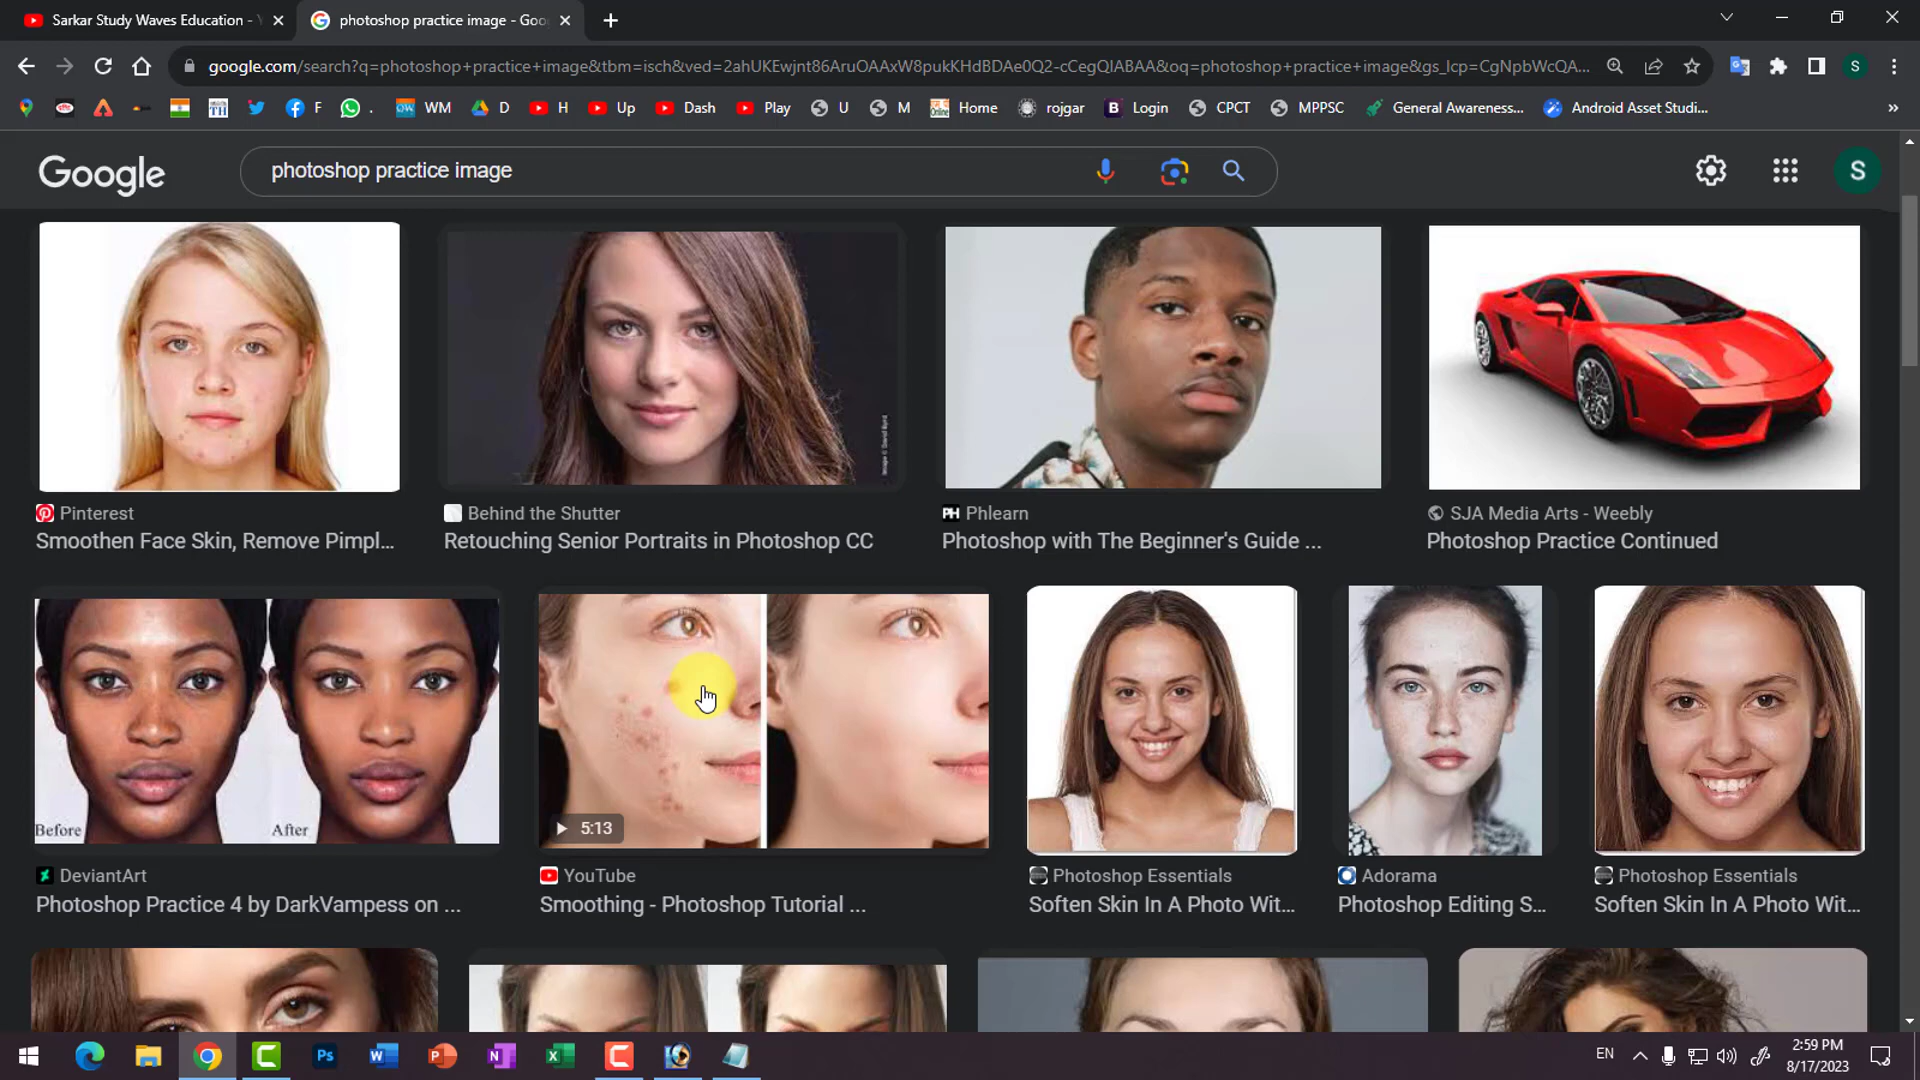 Sarkar Study Waves Education - Y
photoshop practice image - Goo
google.com/search?q=photoshop+practice+image&tbm=isch&ved=2ahUKEwjnt86AruOAAxW8pukKHdBDAe0Q2-cCegQIABAA&oq=photoshop+practice+image&gs_lcp=CgNpbWcQA...
F . WM D H Up Dash Play U M Home rojgar Login CPCT MPPSC General Awareness... Android Asset Studi... »
Google
photoshop practice image
S
Pinterest
Smoothen Face Skin, Remove Pimpl...
Behind the Shutter
Retouching Senior Portraits in Photoshop CC
PH Phlearn
Photoshop with The Beginner's Guide ...
SJA Media Arts - Weebly
Photoshop Practice Continued
Before
After
5:13
DeviantArt
Photoshop Practice 4 by DarkVampess on ...
YouTube
Smoothing - Photoshop Tutorial ...
Photoshop Essentials
Soften Skin In A Photo Wit...
Adorama
Photoshop Editing S...
Photoshop Essentials
Soften Skin In A Photo Wit...
EN
2:59 PM
8/17/2023